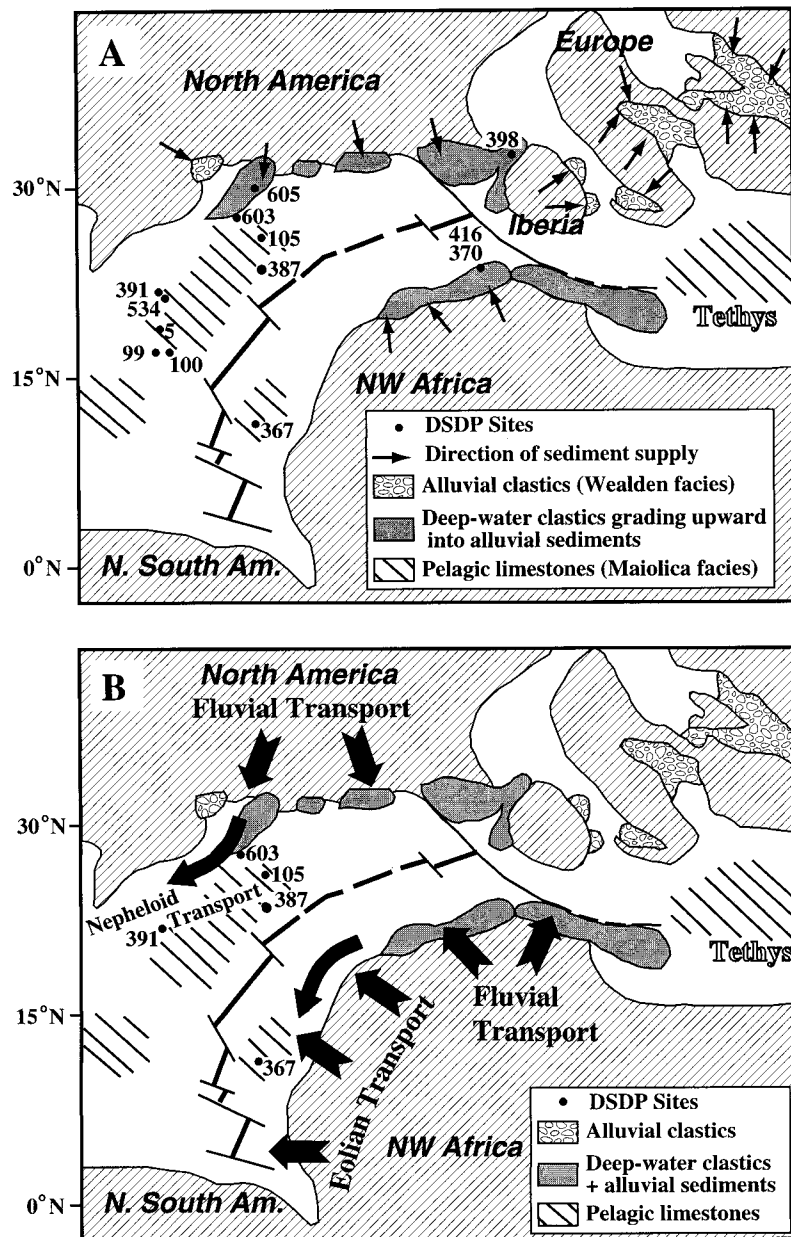 A
North America
Europe
398
30°N
605
603
105
Iberia
416
387
370
391
534
5
Tethys
99
100
15°N
NW Africa
367
DSDP Sites
Direction of sediment supply
Alluvial clastics (Wealden facies)
Deep-water clastics grading upward
into alluvial sediments
Pelagic limestones (Maiolica facies)
0°N
N. South Am.
B
North America
Fluvial Transport
30°N
603
105
Nepheloid
Transport
387
391
Tethys
Fluvial
Transport
15°N
367
Eolian Transport
DSDP Sites
Alluvial clastics
NW Africa
Deep-water clastics
+ alluvial sediments
Pelagic limestones
0°N
N. South Am.